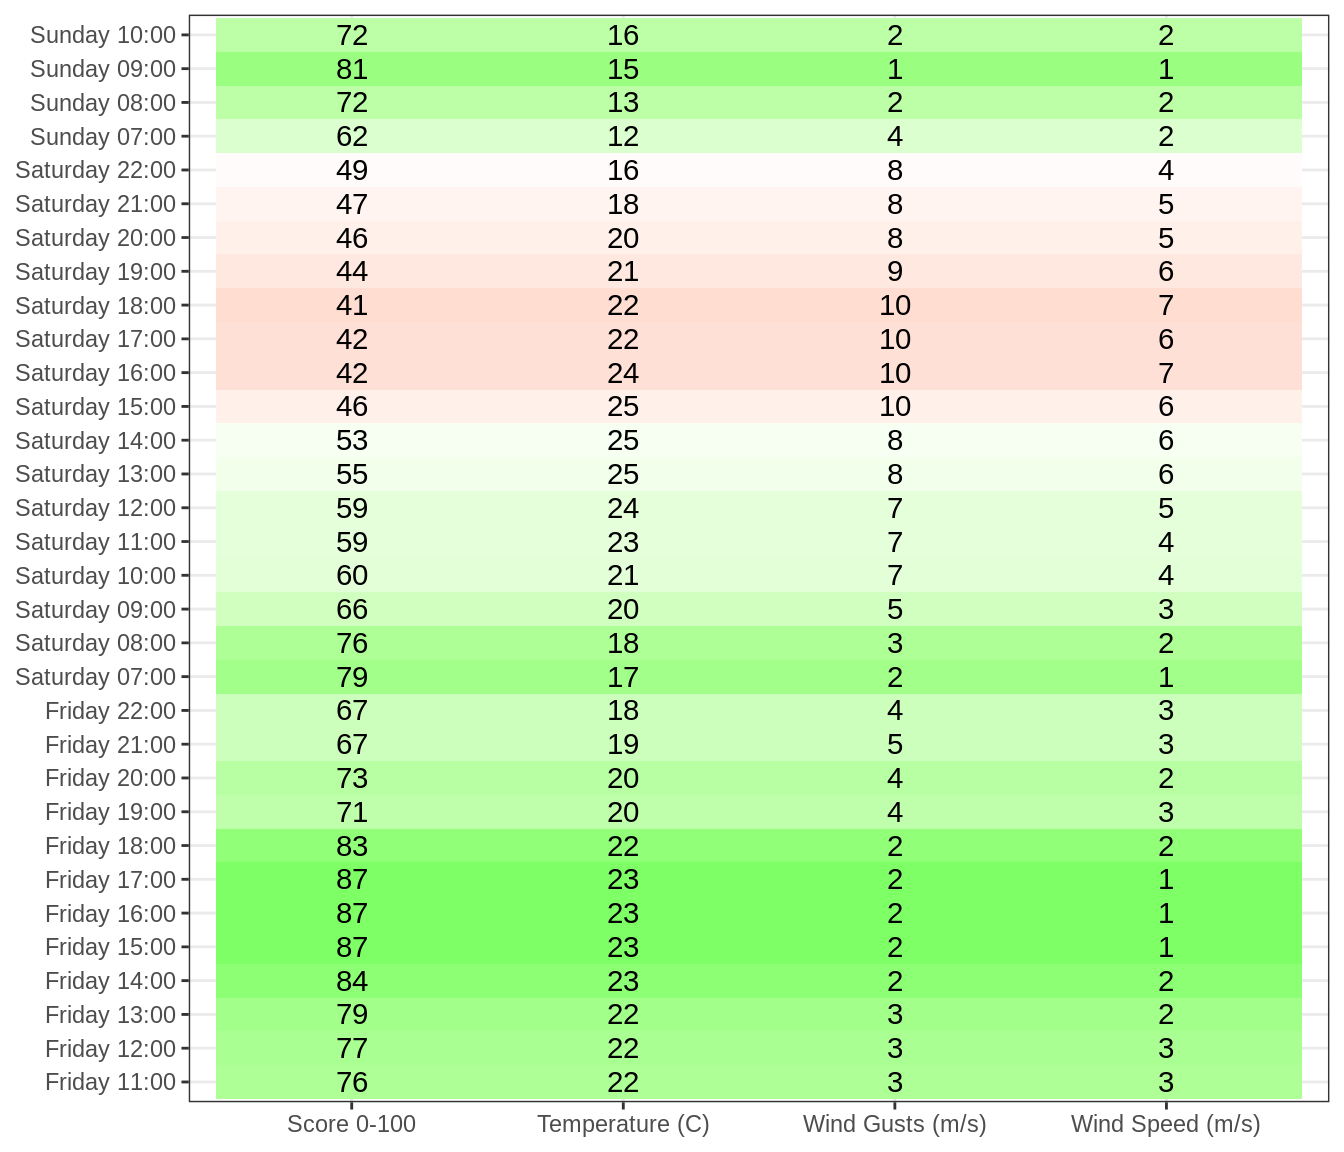 Sunday 10:00 72 16 2 2
Sunday 09:00 81 15 1 1
Sunday 08:00 72 13 2 2
Sunday 07:00 62 12 4 2
Saturday 22:00 49 16 8 4
Saturday 21:00 47 18 8 5
Saturday 20:00 46 20 8 5
Saturday 19:00 44 21 9 6
Saturday 18:00 41 22 10 7
Saturday 17:00 42 22 10 6
Saturday 16:00 42 24 10 7
Saturday 15:00 46 25 10 6
Saturday 14:00 53 25 8 6
Saturday 13:00 55 25 8 6
Saturday 12:00 59 24 7 5
Saturday 11:00 59 23 7 4
Saturday 10:00 60 21 7 4
Saturday 09:00 66 20 5 3
Saturday 08:00 76 18 3 2
Saturday 07:00 79 17 2 1
Friday 22:00 67 18 4 3
Friday 21:00 67 19 5 3
Friday 20:00 73 20 4 2
Friday 19:00 71 20 4 3
Friday 18:00 83 22 2 2
Friday 17:00 87 23 2 1
Friday 16:00 87 23 2 1
Friday 15:00 87 23 2 1
Friday 14:00 84 23 2 2
Friday 13:00 79 22 3 2
Friday 12:00 77 22 3 3
Friday 11:00 76 22 3 3
Score 0-100 Temperature (C) Wind Gusts (m/s) Wind Speed (m/s)